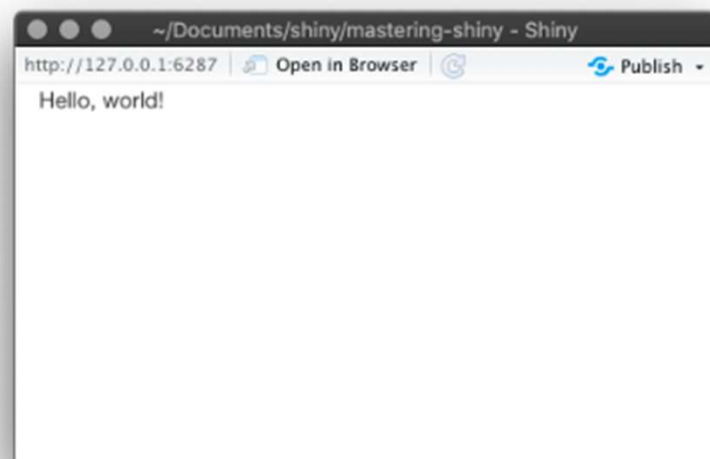 ~/Documents/shiny/mastering-shiny - Shiny
http://127.0.0.1:6287 Open in Browser Publish
Hello, world!